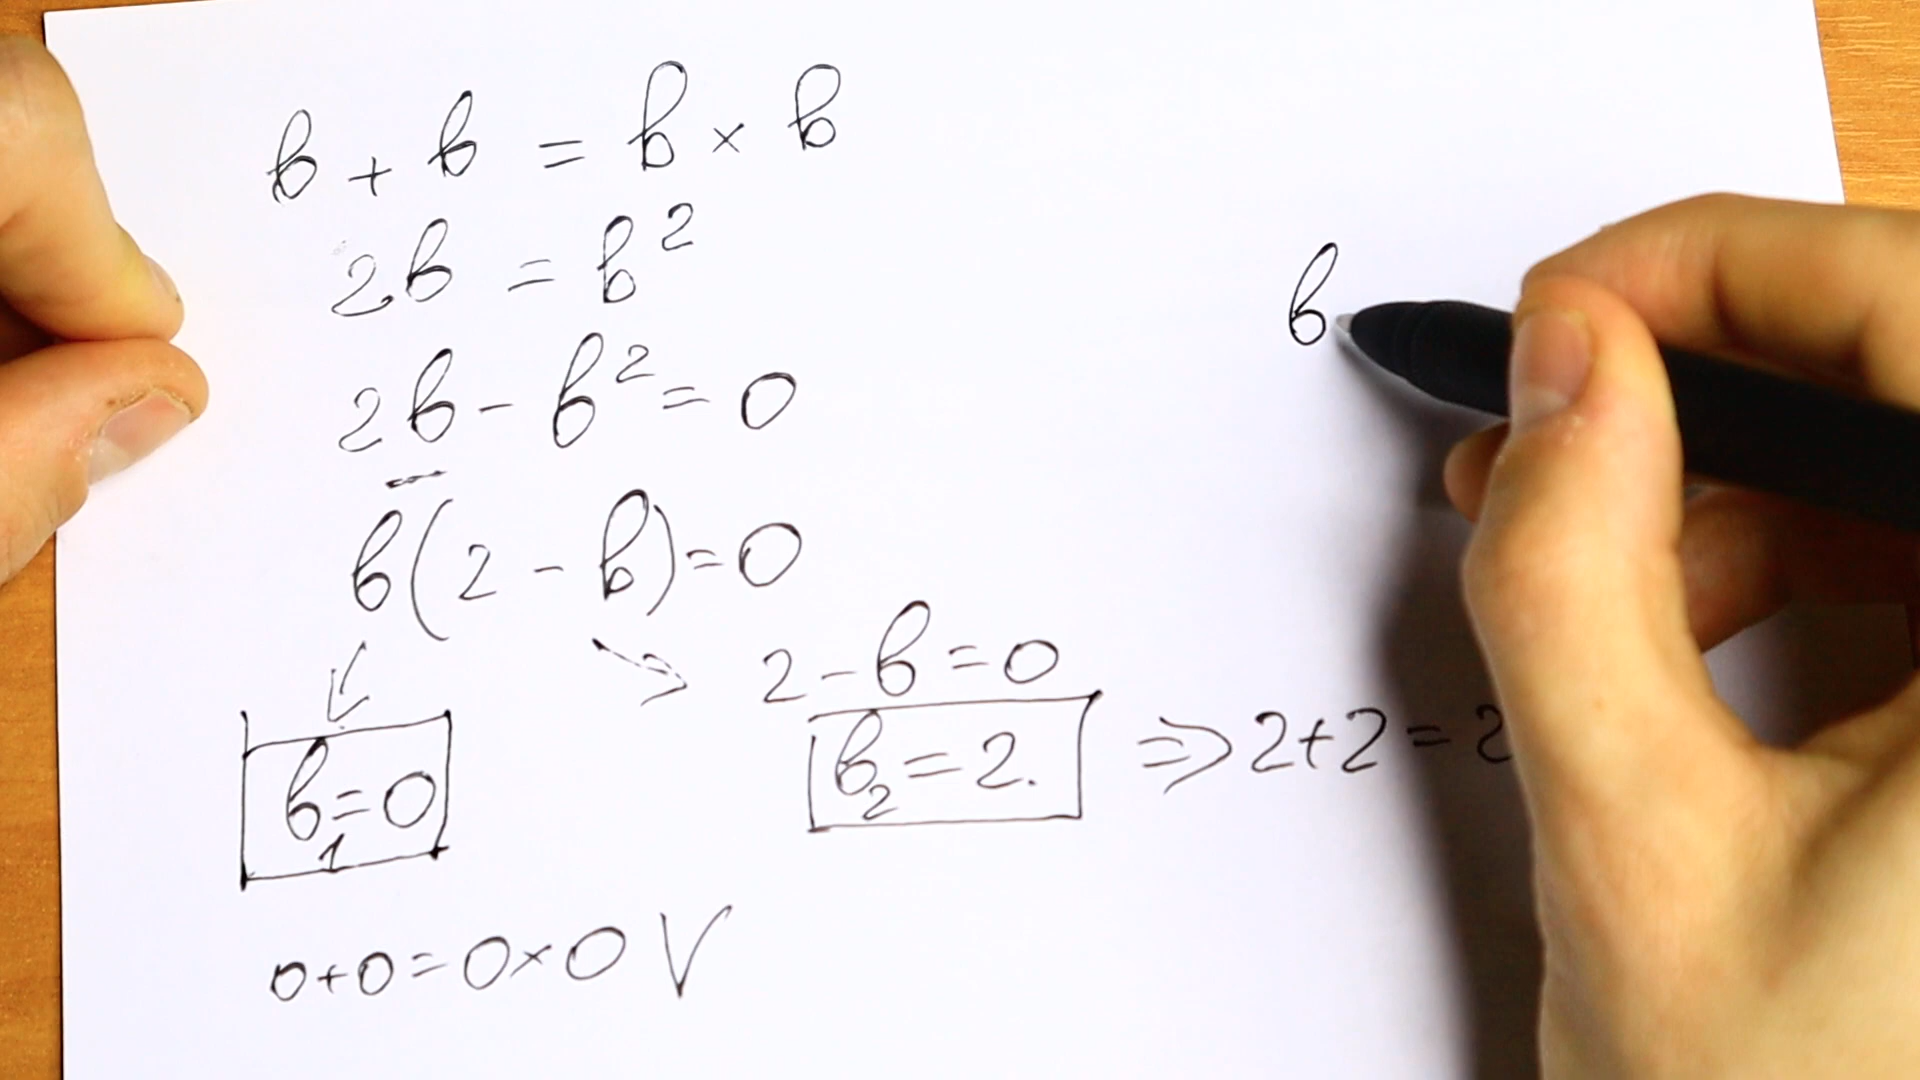 b + b = b × b
2b = b²
2b - b² = 0
b(2 - b) = 0
2 - b = 0
b₁ = 0
b₂ = 2. ⇒ 2+2 = 2
0+0 = 0×0 V
b